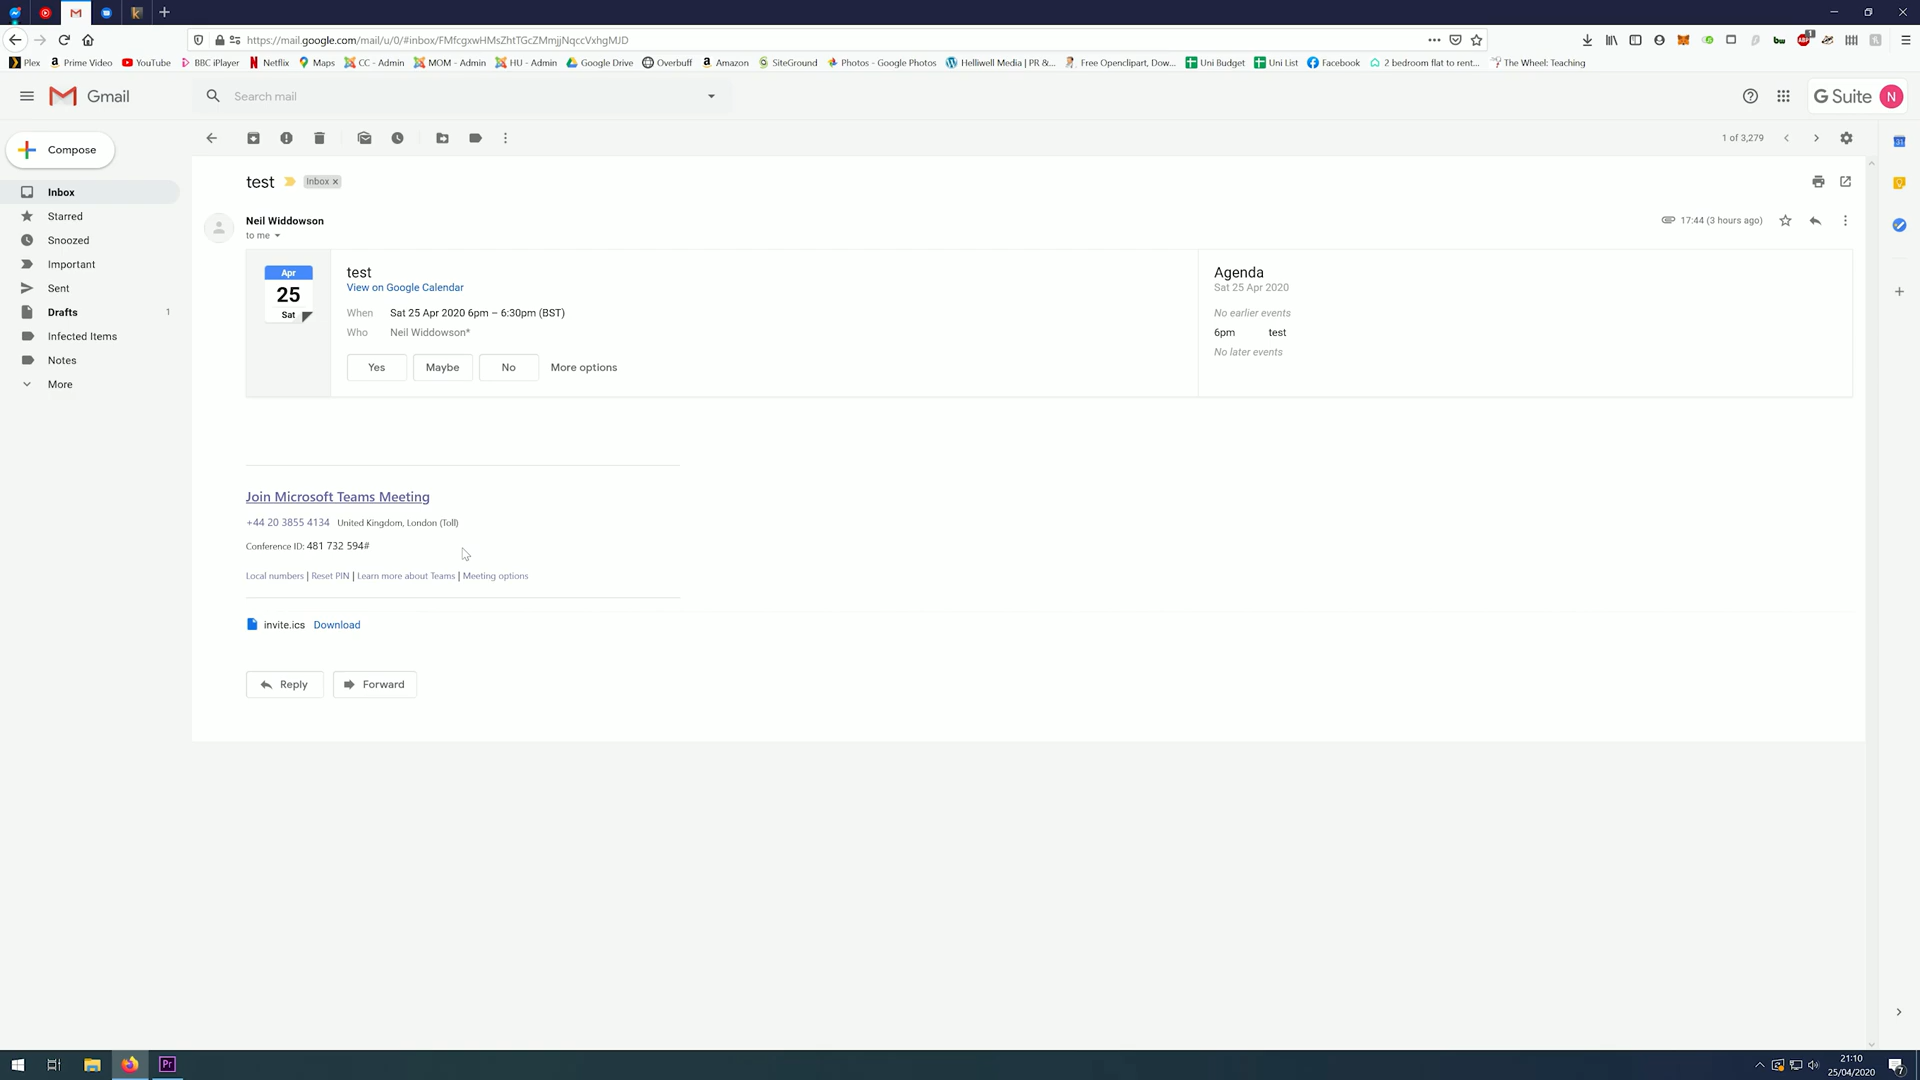 https://mail.google.com/mail/u/0/#inbox/FMfcgxwHMsZhtTGcZMmjjNqccVxhgMJD
Plex Prime Video YouTube BBC iPlayer Netflix Maps CC - Admin MOM - Admin HU - Admin Google Drive Overbuff Amazon SiteGround Photos - Google Photos Helliwell Media | PR &... Free Openclipart, Dow... Uni Budget Uni List Facebook 2 bedroom flat to rent... The Wheel: Teaching
Gmail Search mail G Suite N
Compose
1 of 3,279
Inbox
Starred
Snoozed
Important
Sent
Drafts 1
Infected Items
Notes
More
test Inbox x
Neil Widdowson 17:44 (3 hours ago)
to me
Apr
25
Sat
test
View on Google Calendar
When Sat 25 Apr 2020 6pm – 6:30pm (BST)
Who Neil Widdowson*
Yes Maybe No More options
Agenda
Sat 25 Apr 2020
No earlier events
6pm test
No later events
Join Microsoft Teams Meeting
+44 20 3855 4134 United Kingdom, London (Toll)
Conference ID: 481 732 594#
Local numbers | Reset PIN | Learn more about Teams | Meeting options
invite.ics Download
Reply Forward
Pr
21:10
25/04/2020
7